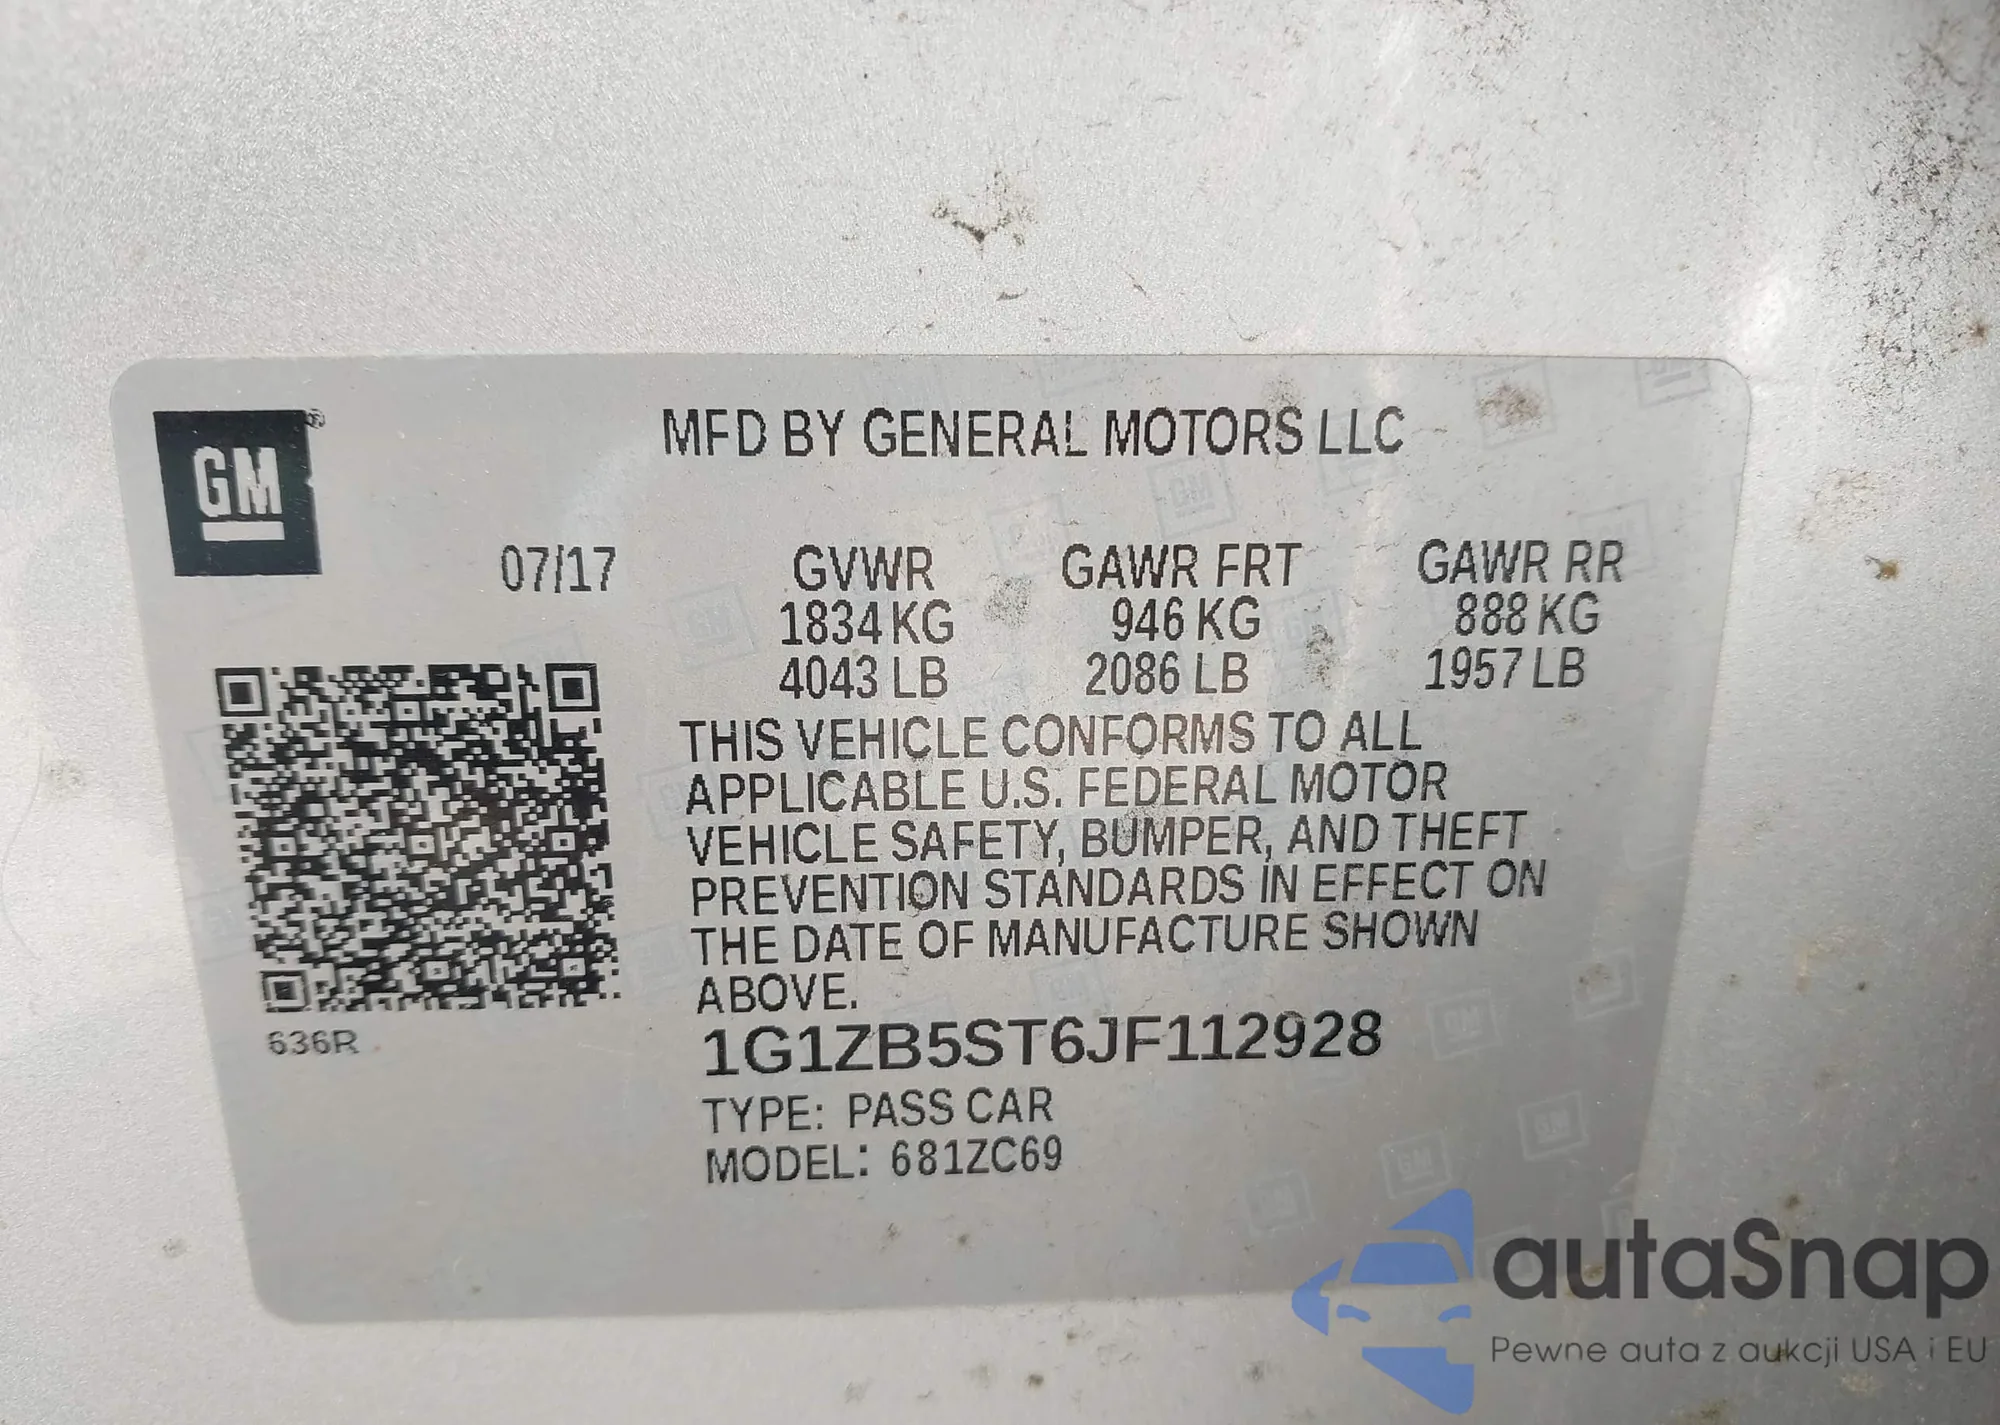 GM®
MFD BY GENERAL MOTORS LLC
07/17
GVWR GAWR FRT GAWR RR
1834 KG 946 KG 888 KG
4043 LB 2086 LB 1957 LB
THIS VEHICLE CONFORMS TO ALL
APPLICABLE U.S. FEDERAL MOTOR
VEHICLE SAFETY, BUMPER, AND THEFT
PREVENTION STANDARDS IN EFFECT ON
THE DATE OF MANUFACTURE SHOWN
ABOVE.
636R
1G1ZB5ST6JF112928
TYPE: PASS CAR
MODEL: 681ZC69
autaSnap
Pewne auta z aukcji USA i EU